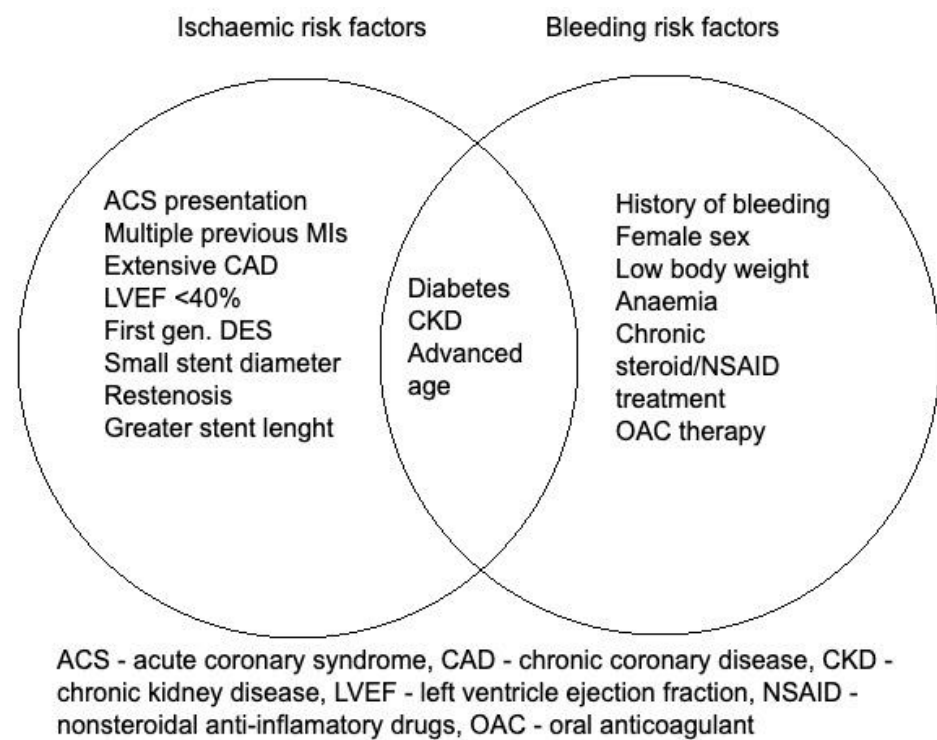 Ischaemic risk factors
Bleeding risk factors
ACS presentation
Multiple previous MIs
Extensive CAD
LVEF <40%
First gen. DES
Small stent diameter
Restenosis
Greater stent lenght
Diabetes
CKD
Advanced
age
History of bleeding
Female sex
Low body weight
Anaemia
Chronic
steroid/NSAID
treatment
OAC therapy
ACS - acute coronary syndrome, CAD - chronic coronary disease, CKD -
chronic kidney disease, LVEF - left ventricle ejection fraction, NSAID -
nonsteroidal anti-inflamatory drugs, OAC - oral anticoagulant